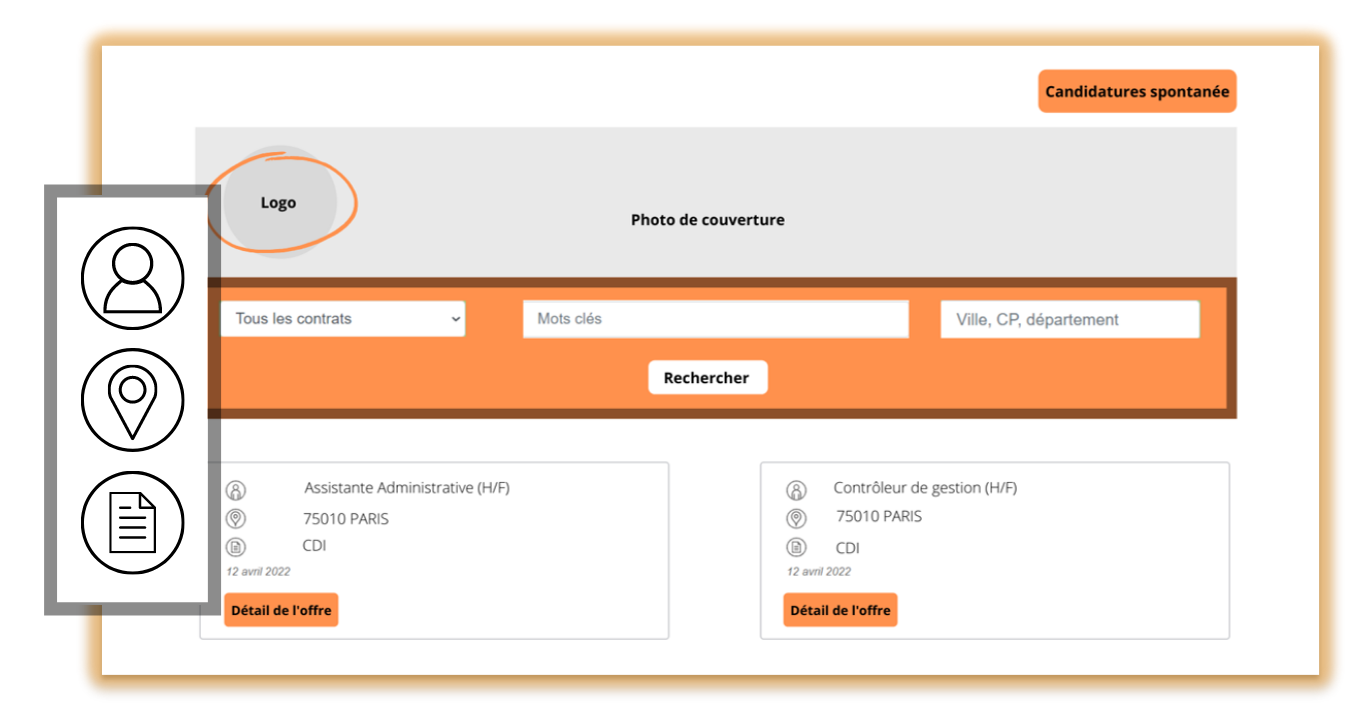 Candidatures spontanée
Logo
Photo de couverture
Tous les contrats
Mots clés
Ville, CP, département
Rechercher
Assistante Administrative (H/F)
75010 PARIS
CDI
12 avril 2022
Détail de l'offre
Contrôleur de gestion (H/F)
75010 PARIS
CDI
12 avril 2022
Détail de l'offre